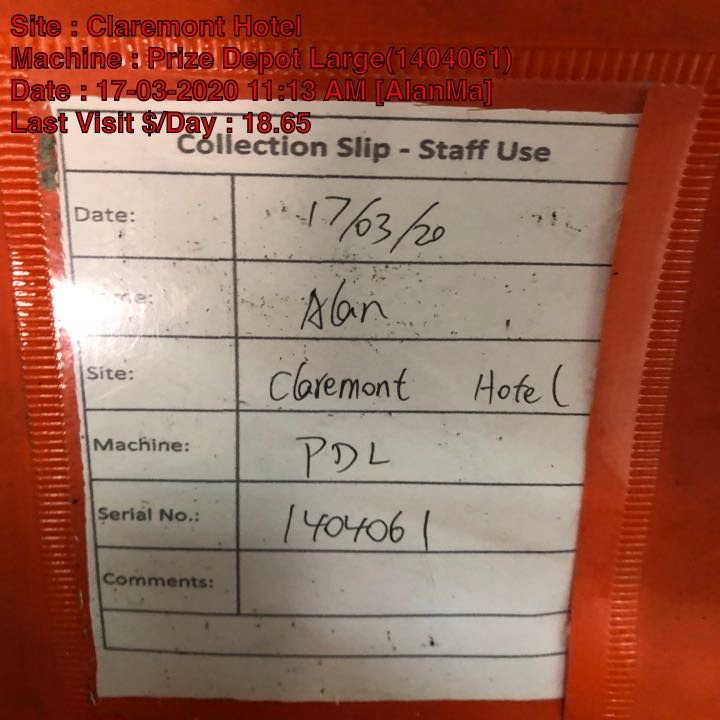 Site : Claremont Hotel
Machine : Prize Depot Large(1404061)
Date : 17-03-2020 11:13 AM [AlanMa]
Last Visit $/Day : 18.65
Collection Slip - Staff Use
Date: 17/03/20
Alan
Site: Claremont Hotel
Machine: PDL
Serial No.: 1404061
Comments: